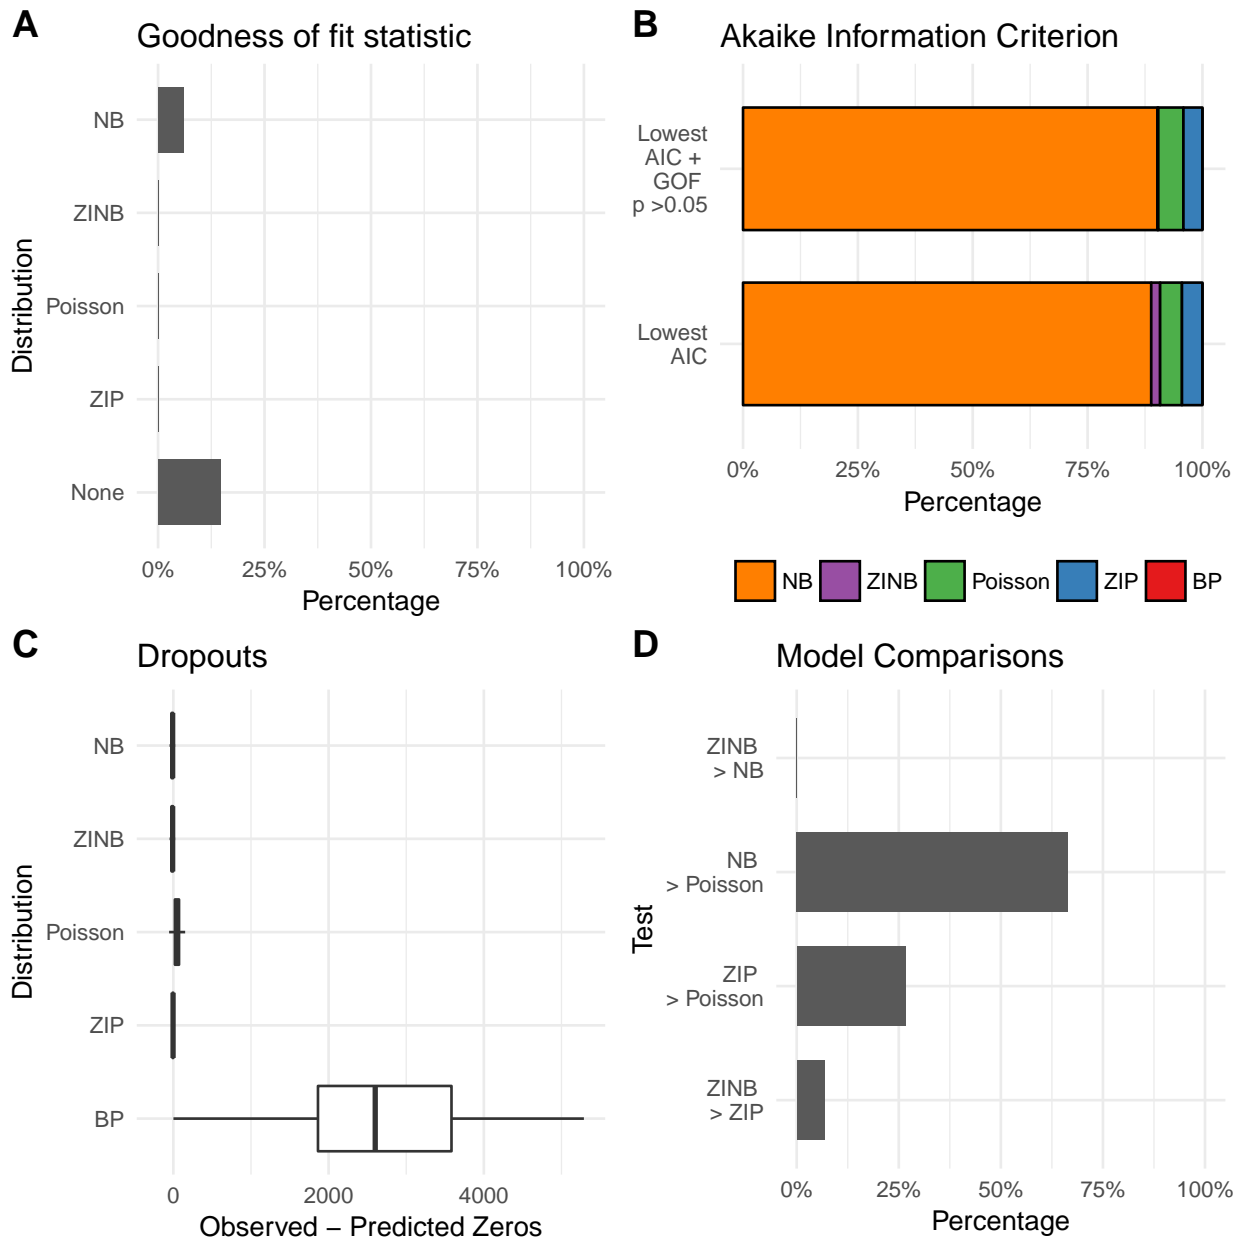 A
Goodness of fit statistic
Distribution
NB
ZINB
Poisson
ZIP
None
0% 25% 50% 75% 100%
Percentage
B
Akaike Information Criterion
Lowest
AIC +
GOF
p >0.05
Lowest
AIC
0% 25% 50% 75% 100%
Percentage
NB ZINB Poisson ZIP BP
C
Dropouts
Distribution
NB
ZINB
Poisson
ZIP
BP
0 2000 4000
Observed − Predicted Zeros
D
Model Comparisons
Test
ZINB
> NB
NB
> Poisson
ZIP
> Poisson
ZINB
> ZIP
0% 25% 50% 75% 100%
Percentage